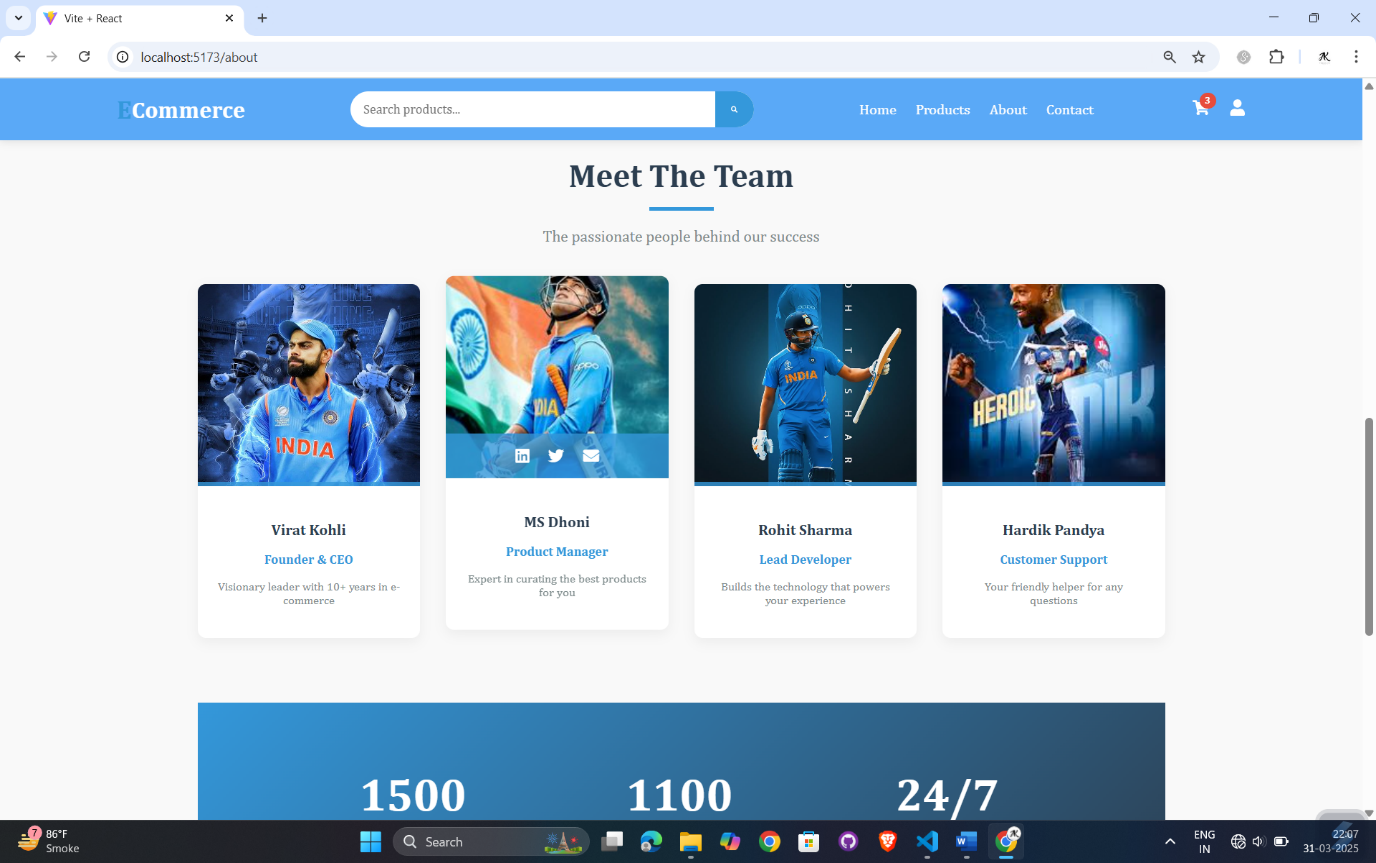 Vite + React
localhost:5173/about
ECommerce
Search products...
Home Products About Contact
3
Meet The Team
The passionate people behind our success
INDIA
oppo
DIA
INDIA
OHIT SHARM
HEROIC
Virat Kohli
Founder & CEO
Visionary leader with 10+ years in e-
commerce
MS Dhoni
Product Manager
Expert in curating the best products
for you
Rohit Sharma
Lead Developer
Builds the technology that powers
your experience
Hardik Pandya
Customer Support
Your friendly helper for any
questions
1500 1100 24/7
7
86°F
Smoke
Search
ENG
IN
22:07
31-03-2025